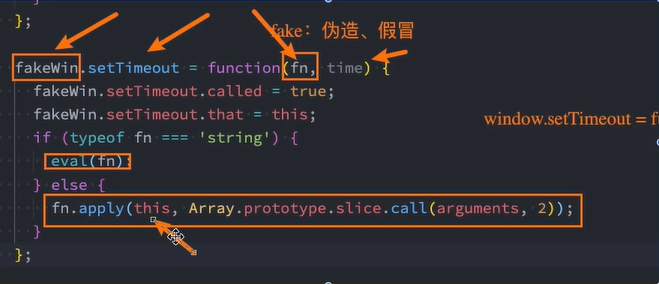 };
fake：伪造、假冒
fakeWin.setTimeout = function(fn, time) {
fakeWin.setTimeout.called = true;
fakeWin.setTimeout.that = this;
window.setTimeout = f
if (typeof fn === 'string') {
eval(fn);
} else {
fn.apply(this, Array.prototype.slice.call(arguments, 2));
}
};